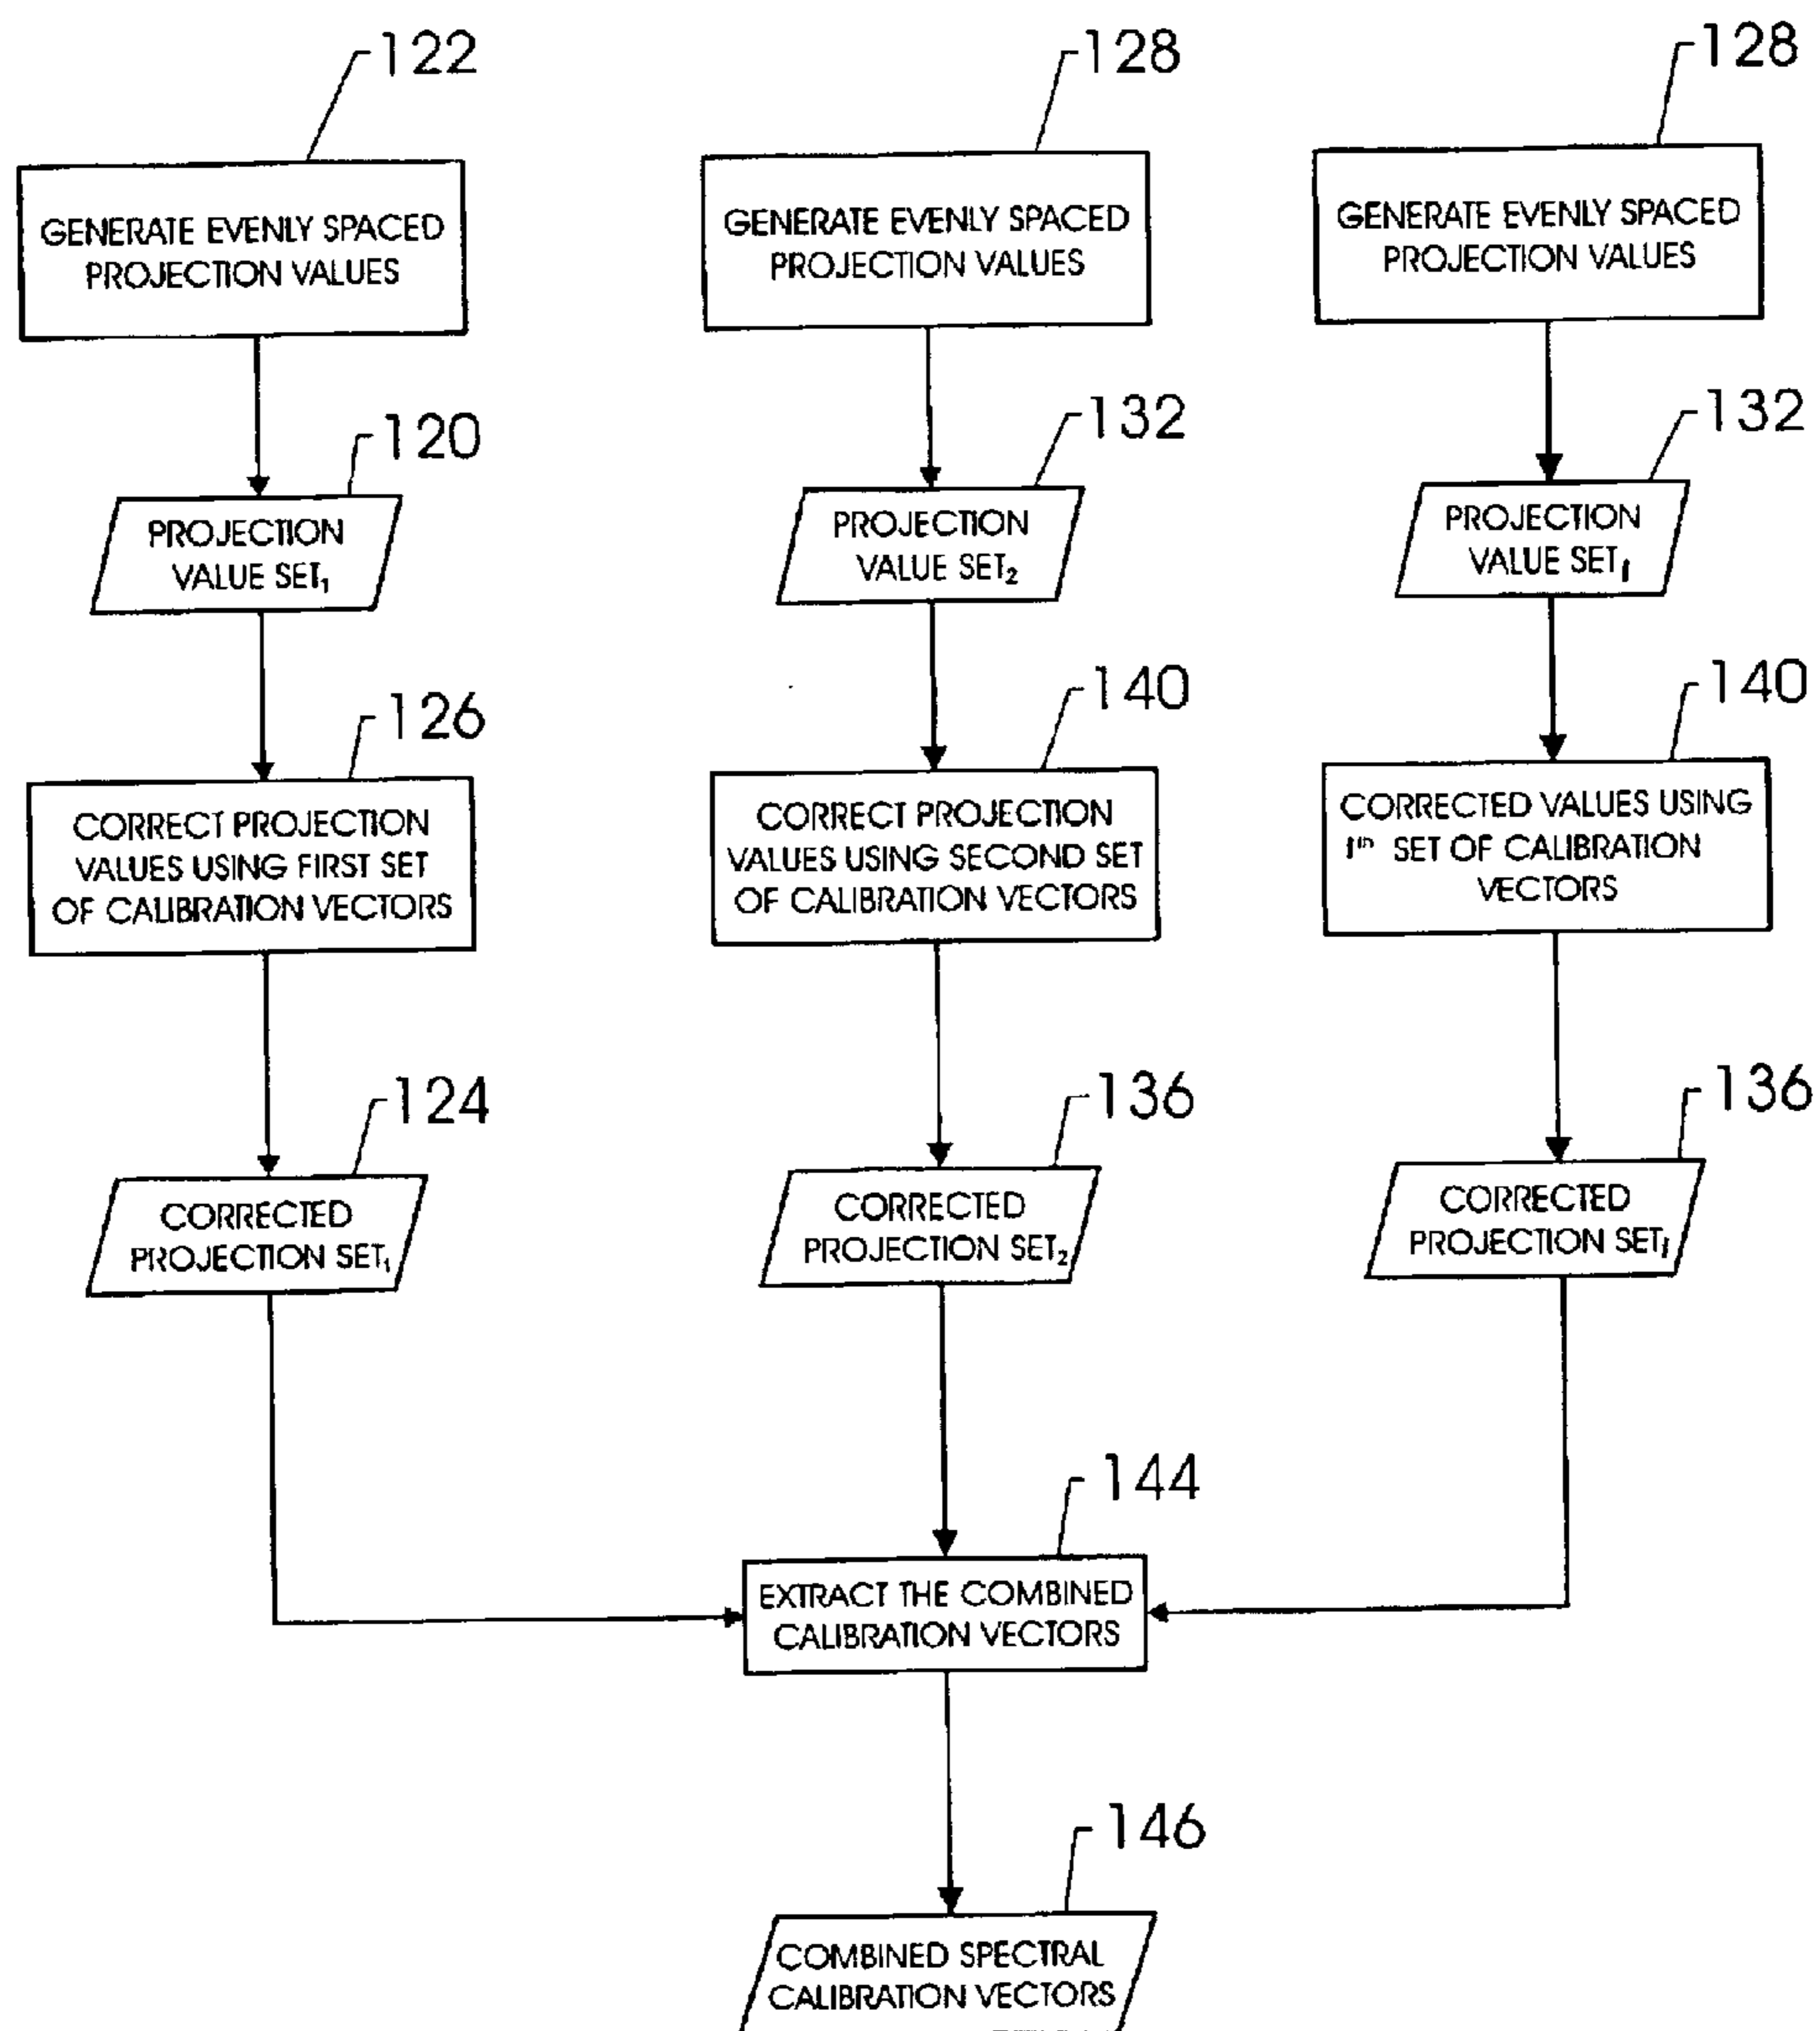 122
GENERATE EVENLY SPACED
PROJECTION VALUES
120
PROJECTION
VALUE SET₁
126
CORRECT PROJECTION
VALUES USING FIRST SET
OF CALIBRATION VECTORS
124
CORRECTED
PROJECTION SET₁
128
GENERATE EVENLY SPACED
PROJECTION VALUES
132
PROJECTION
VALUE SET₂
140
CORRECT PROJECTION
VALUES USING SECOND SET
OF CALIBRATION VECTORS
136
CORRECTED
PROJECTION SET₂
128
GENERATE EVENLY SPACED
PROJECTION VALUES
132
PROJECTION
VALUE SET
140
CORRECTED VALUES USING
SET OF CALIBRATION
VECTORS
136
CORRECTED
PROJECTION SET
144
EXTRACT THE COMBINED
CALIBRATION VECTORS
146
COMBINED SPECTRAL
CALIBRATION VECTORS